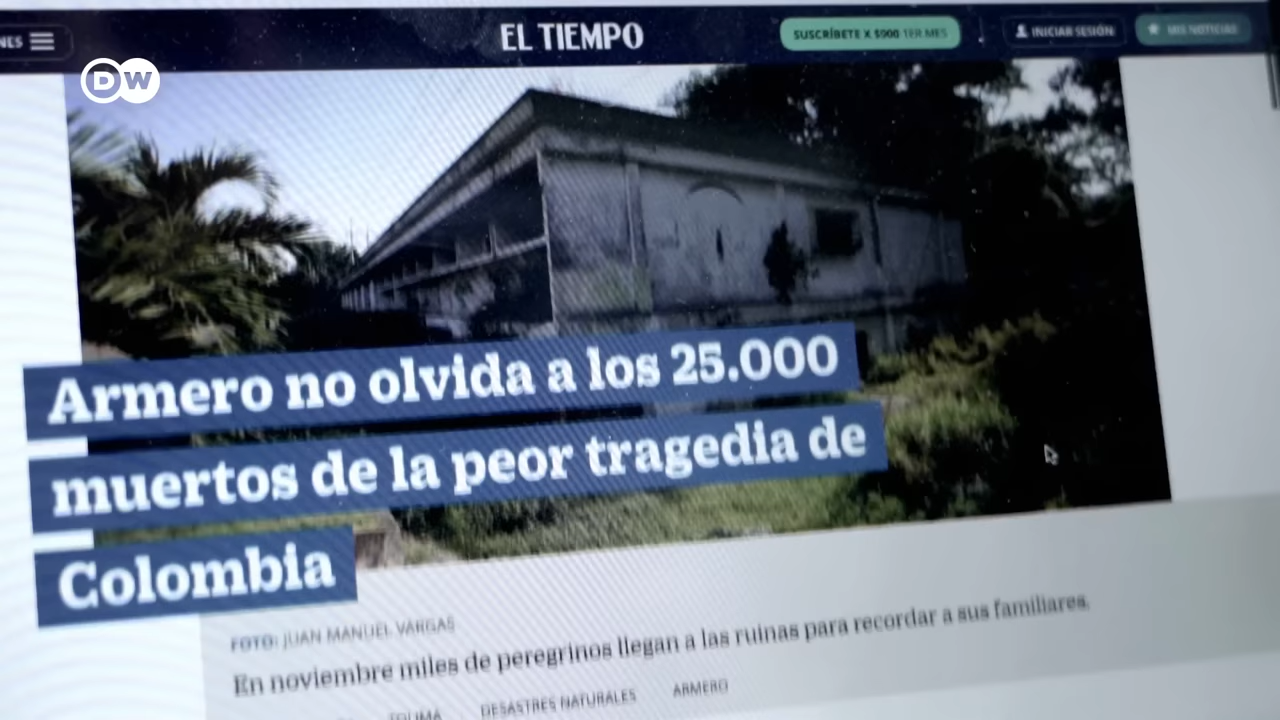 NES
EL TIEMPO
SUSCRÍBETE X $900 1ER MES
INICIAR SESIÓN
MIS NOTICIAS
DW
Armero no olvida a los 25.000
muertos de la peor tragedia de
Colombia
FOTO: JUAN MANUEL VARGAS
En noviembre miles de peregrinos llegan a las ruinas para recordar a sus familiares.
TOLIMA
DESASTRES NATURALES
ARMERO